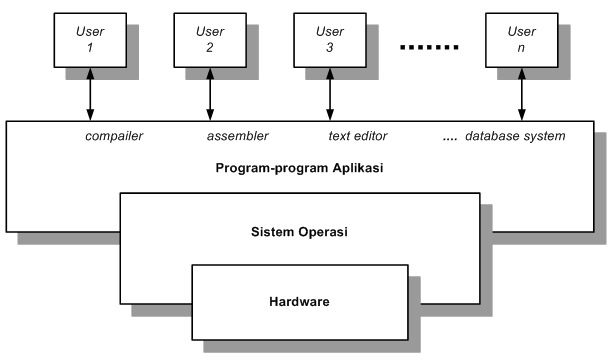 User
1
User
2
User
3
........
User
n
compailer
assembler
text editor
.... database system
Program-program Aplikasi
Sistem Operasi
Hardware